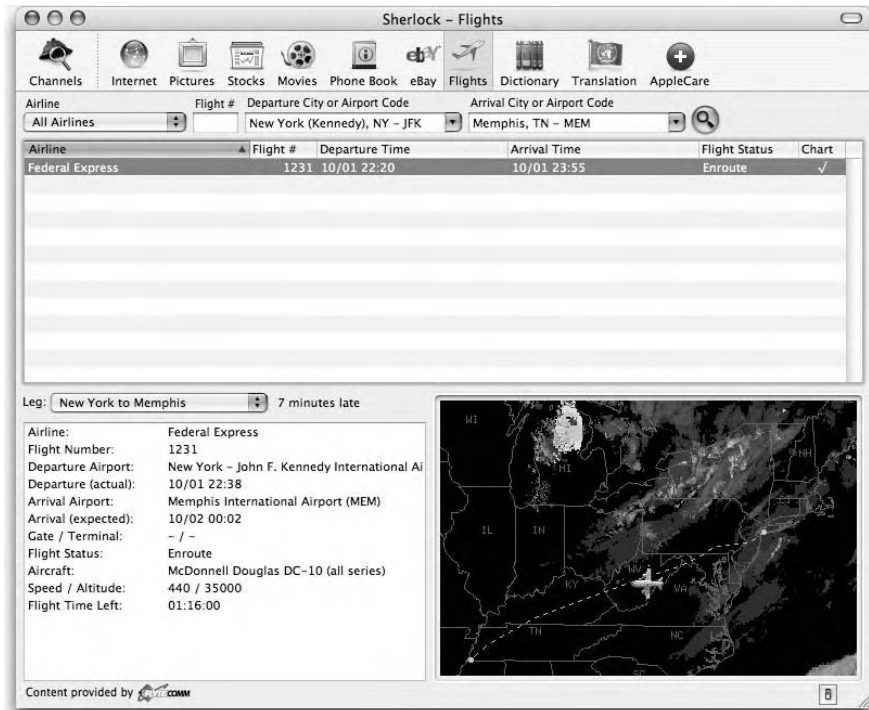 Sherlock – Flights
Channels Internet Pictures Stocks Movies Phone Book eBay Flights Dictionary Translation AppleCare
Airline Flight # Departure City or Airport Code Arrival City or Airport Code
All Airlines New York (Kennedy), NY – JFK Memphis, TN – MEM
Airline Flight # Departure Time Arrival Time Flight Status Chart
Federal Express 1231 10/01 22:20 10/01 23:55 Enroute √
Leg: New York to Memphis 7 minutes late
Airline: Federal Express
Flight Number: 1231
Departure Airport: New York – John F. Kennedy International Ai
Departure (actual): 10/01 22:38
Arrival Airport: Memphis International Airport (MEM)
Arrival (expected): 10/02 00:02
Gate / Terminal: – / –
Flight Status: Enroute
Aircraft: McDonnell Douglas DC-10 (all series)
Speed / Altitude: 440 / 35000
Flight Time Left: 01:16:00
WI
MI
NH
IL
IN
KY
WV
VA
TN
NC
SC
Content provided by FLYTECOMM